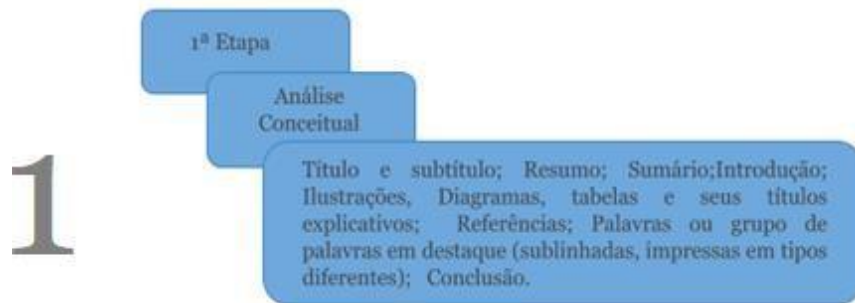 1
1ª Etapa
Análise
Conceitual
Título e subtítulo; Resumo; Sumário;Introdução;
Ilustrações, Diagramas, tabelas e seus títulos
explicativos; Referências; Palavras ou grupo de
palavras em destaque (sublinhadas, impressas em tipos
diferentes); Conclusão.